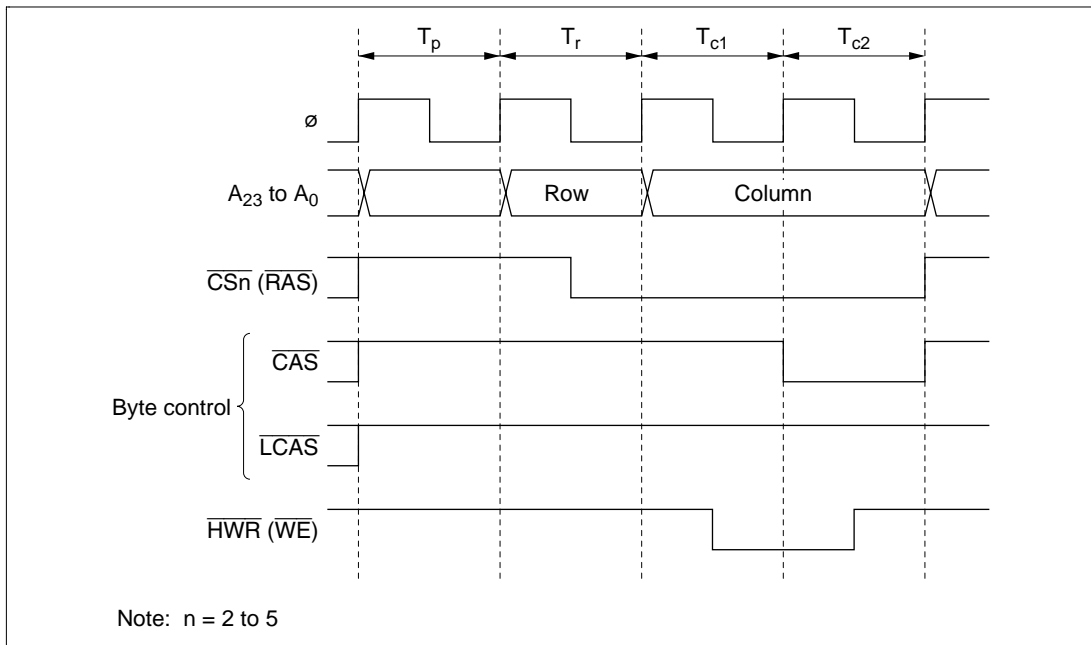 Tp Tr Tc1 Tc2
ø
A23 to A0 Row Column
CSn (RAS)
CAS
Byte control
LCAS
HWR (WE)
Note: n = 2 to 5